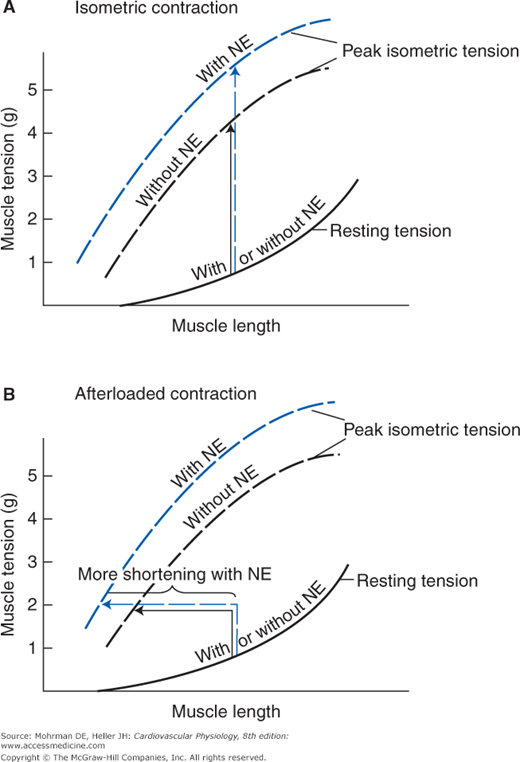 A
Isometric contraction
With NE
Peak isometric tension
5
4
3
2
1
Muscle tension (g)
Without NE
Resting tension
With or without NE
Muscle length
B
Afterloaded contraction
With NE
Peak isometric tension
5
4
3
2
1
Muscle tension (g)
Without NE
More shortening with NE
Resting tension
With or without NE
Muscle length
Source: Mohrman DE, Heller JH: Cardiovascular Physiology, 8th edition:
www.accessmedicine.com
Copyright © The McGraw-Hill Companies, Inc. All rights reserved.